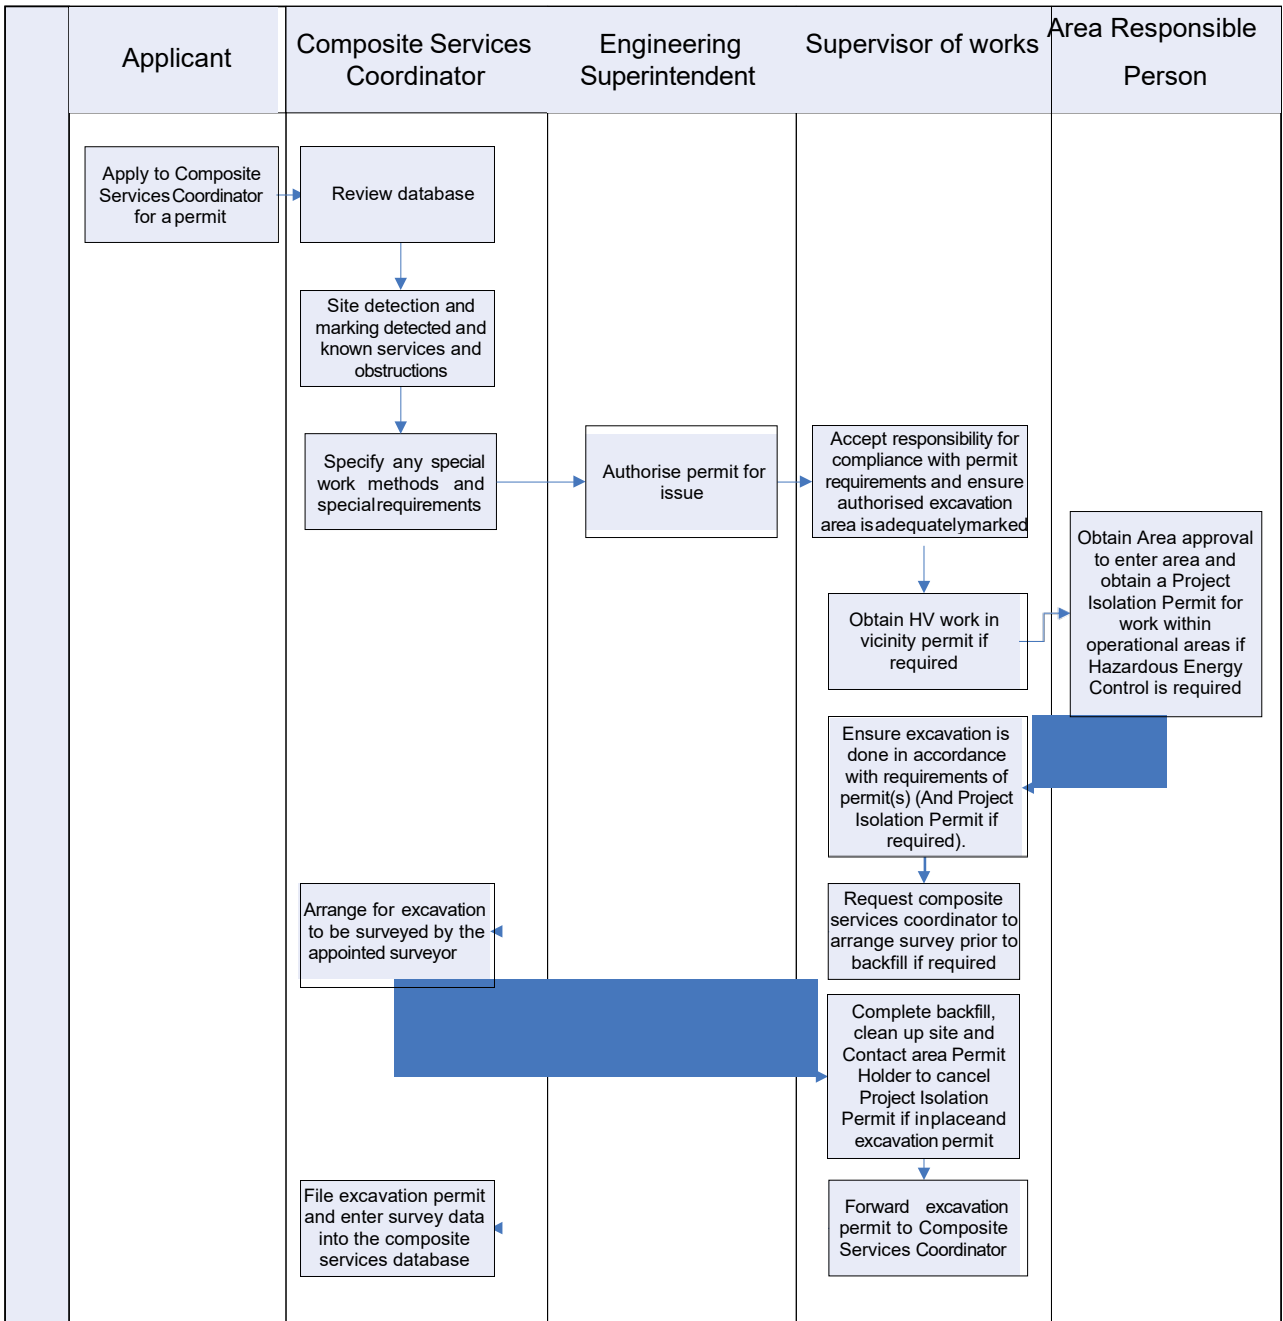 Applicant
Composite Services
Coordinator
Engineering
Superintendent
Supervisor of works
Area Responsible
Person
Apply to Composite
Services Coordinator
for a permit
Review database
Site detection and
marking detected and
known services and
obstructions
Specify any special
work methods and
special requirements
Authorise permit for
issue
Accept responsibility for
compliance with permit
requirements and ensure
authorised excavation
area is adequately marked
Obtain HV work in
vicinity permit if
required
Obtain Area approval
to enter area and
obtain a Project
Isolation Permit for
work within
operational areas if
Hazardous Energy
Control is required
Ensure excavation is
done in accordance
with requirements of
permit(s) (And Project
Isolation Permit if
required).
Request composite
services coordinator to
arrange survey prior to
backfill if required
Arrange for excavation
to be surveyed by the
appointed surveyor
Complete backfill,
clean up site and
Contact area Permit
Holder to cancel
Project Isolation
Permit if in place and
excavation permit
Forward excavation
permit to Composite
Services Coordinator
File excavation permit
and enter survey data
into the composite
services database